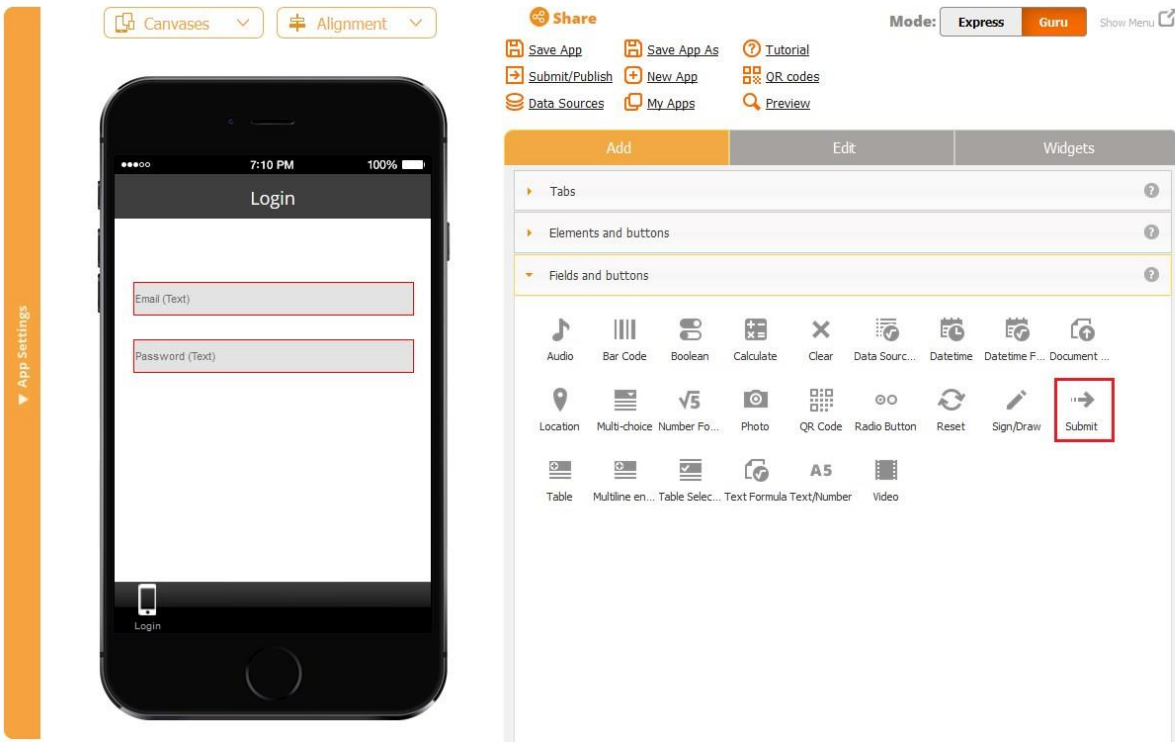 Canvases
Alignment
Share
Mode:
Express
Guru
Show Menu
Save App
Save App As
Tutorial
Submit/Publish
New App
QR codes
Data Sources
My Apps
Preview
Add
Edit
Widgets
Tabs
Elements and buttons
Fields and buttons
Audio
Bar Code
Boolean
Calculate
Clear
Data Sourc...
Datetime
Datetime F...
Document ...
Location
Multi-choice
Number Fo...
Photo
QR Code
Radio Button
Reset
Sign/Draw
Submit
Table
Multiline en...
Table Selec...
Text Formula
Text/Number
Video
App Settings
7:10 PM
100%
Login
Email (Text)
Password (Text)
Login
√5
A5